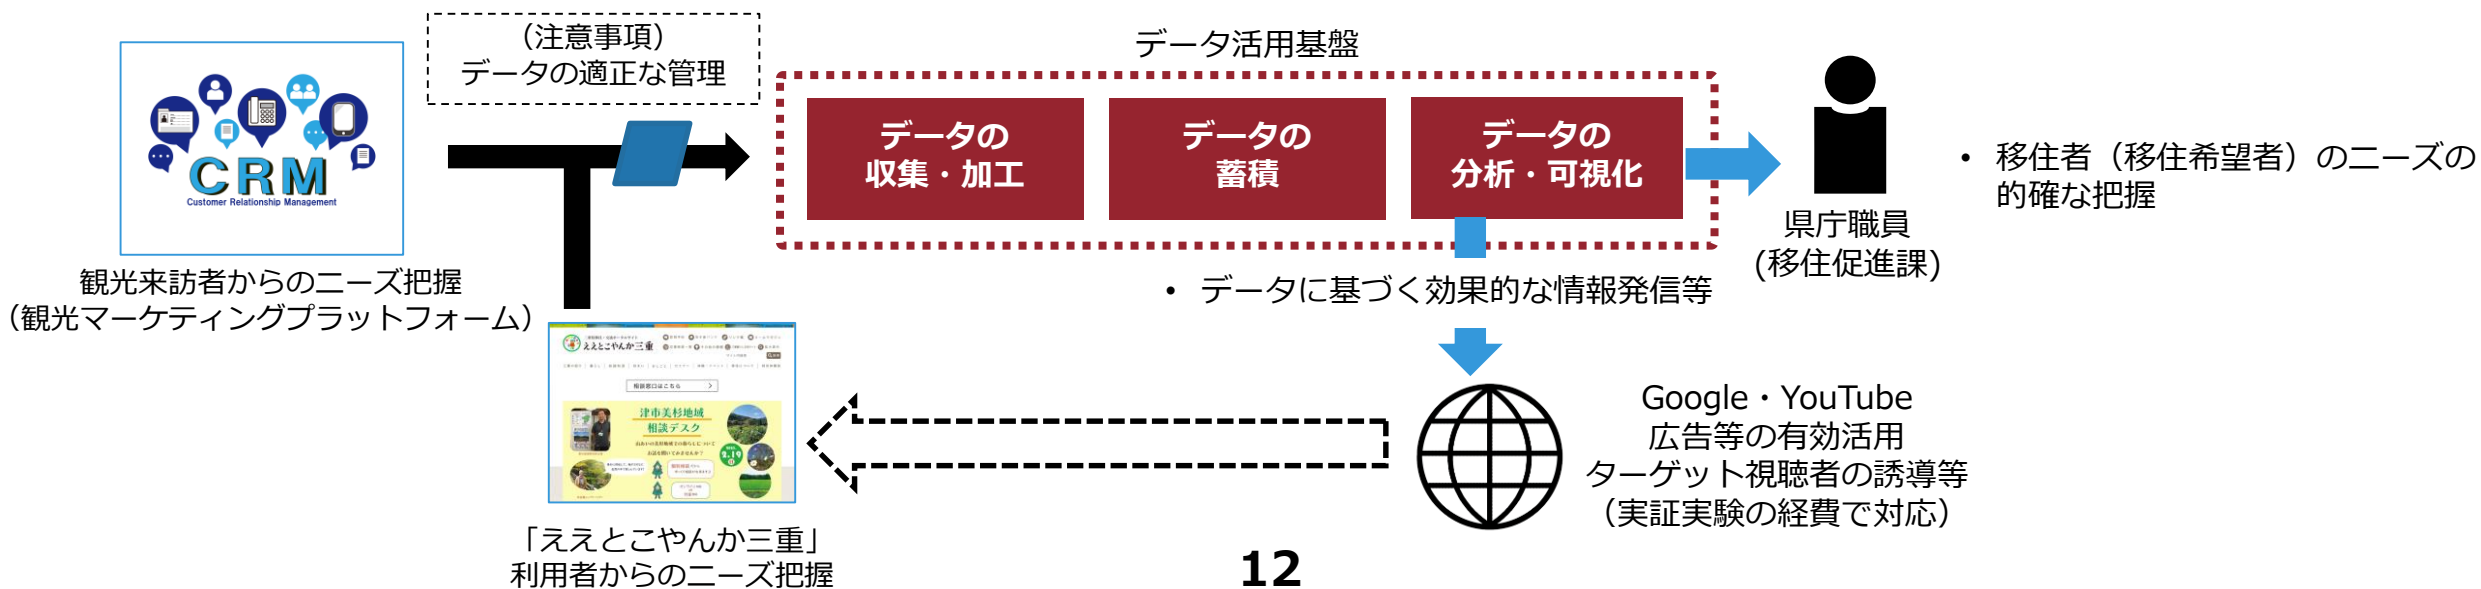 （注意事項）
データの適正な管理
CRM
Customer Relationship Management
観光来訪者からのニーズ把握
（観光マーケティングプラットフォーム）
データ活用基盤
データの
収集・加工
データの
蓄積
データの
分析・可視化
県庁職員
(移住促進課)
• 移住者（移住希望者）のニーズの
的確な把握
• データに基づく効果的な情報発信等
ええとこやんか三重
相談窓口はこちら
津市美杉地域
相談デスク
2.19
「ええとこやんか三重」
利用者からのニーズ把握
Google・YouTube
広告等の有効活用
ターゲット視聴者の誘導等
（実証実験の経費で対応）
12